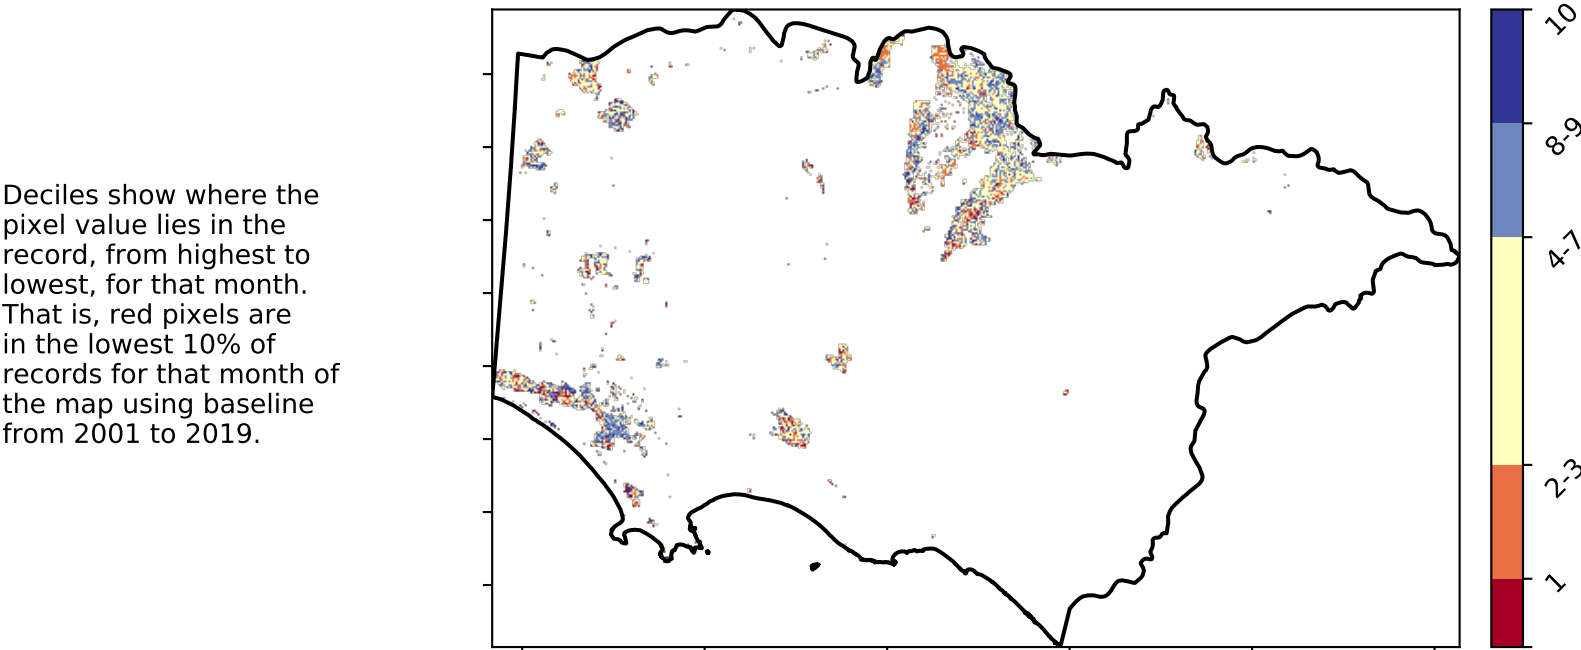 Deciles show where the
pixel value lies in the
record, from highest to
lowest, for that month.
That is, red pixels are
in the lowest 10% of
records for that month of
the map using baseline
from 2001 to 2019.
10
8-9
4-7
2-3
1